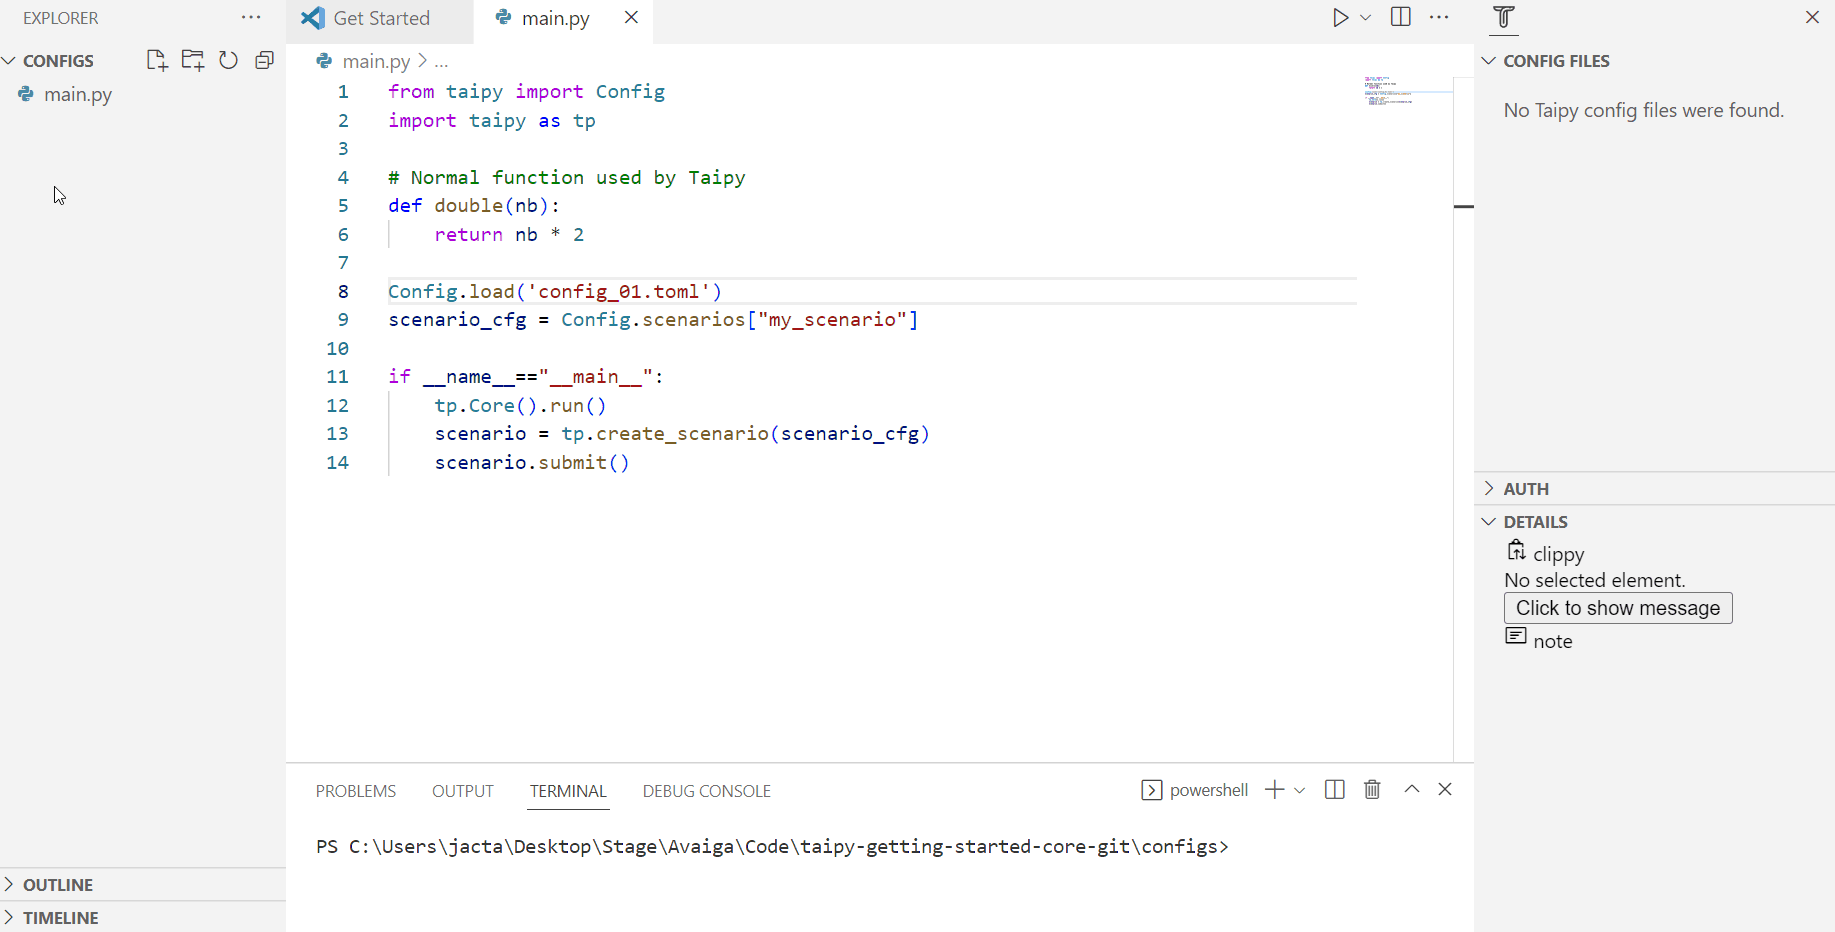 EXPLORER
CONFIGS
main.py
OUTLINE
TIMELINE
Get Started
main.py
main.py > ...
1 from taipy import Config
2 import taipy as tp
3
4 # Normal function used by Taipy
5 def double(nb):
6 return nb * 2
7
8 Config.load('config_01.toml')
9 scenario_cfg = Config.scenarios["my_scenario"]
10
11 if __name__=="__main__":
12 tp.Core().run()
13 scenario = tp.create_scenario(scenario_cfg)
14 scenario.submit()
PROBLEMS OUTPUT TERMINAL DEBUG CONSOLE
powershell
PS C:\Users\jacta\Desktop\Stage\Avaiga\Code\taipy-getting-started-core-git\configs>
CONFIG FILES
No Taipy config files were found.
AUTH
DETAILS
clippy
No selected element.
Click to show message
note